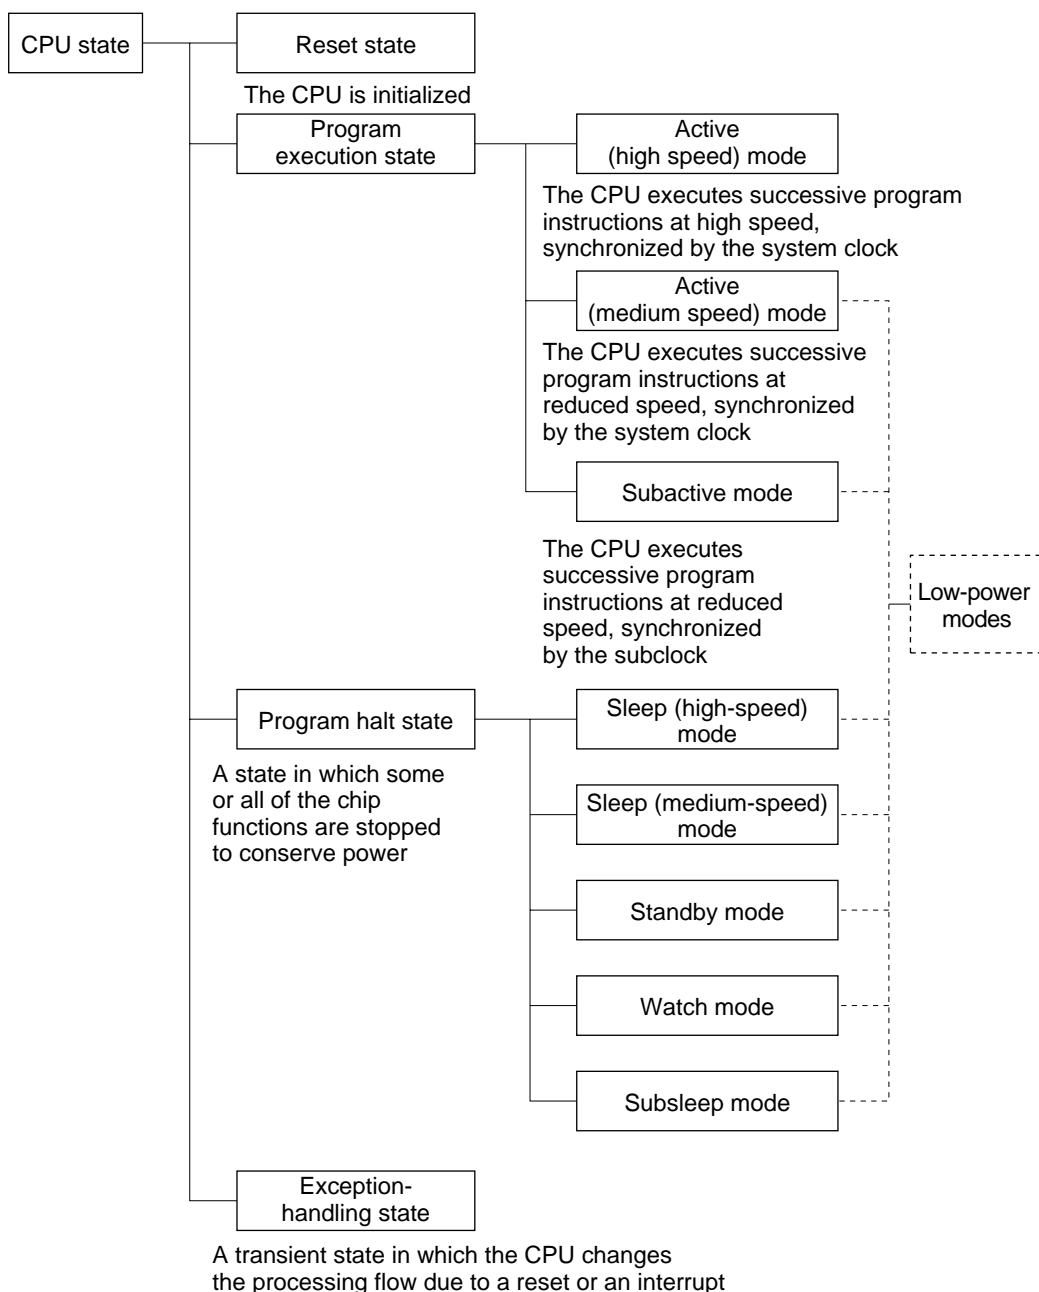 CPU state
Reset state
The CPU is initialized
Program
execution state
Active
(high speed) mode
The CPU executes successive program
instructions at high speed,
synchronized by the system clock
Active
(medium speed) mode
The CPU executes successive
program instructions at
reduced speed, synchronized
by the system clock
Subactive mode
The CPU executes
successive program
instructions at reduced
speed, synchronized
by the subclock
Low-power
modes
Program halt state
A state in which some
or all of the chip
functions are stopped
to conserve power
Sleep (high-speed)
mode
Sleep (medium-speed)
mode
Standby mode
Watch mode
Subsleep mode
Exception-
handling state
A transient state in which the CPU changes
the processing flow due to a reset or an interrupt